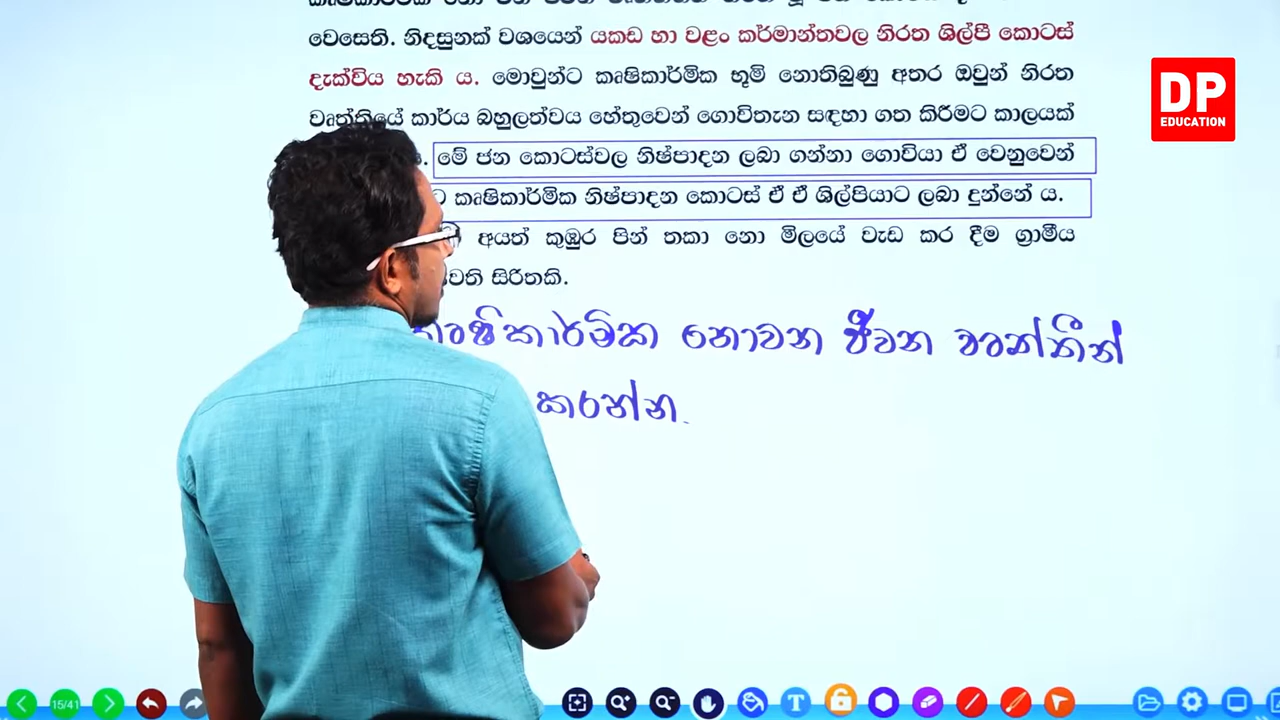 වෙසෙති. නිදසුනක් වශයෙන් යකඩ හා වළං කර්මාන්තවල නිරත ශිල්පී කොටස්
දැක්විය හැකි ය. මොවුන්ට කෘෂිකාර්මික භූමි නොතිබුණු අතර ඔවුන් නිරත
වෘත්තියේ කාර්ය බහුලත්වය හේතුවෙන් ගොවිතැන සඳහා ගත කිරීමට කාලයක්
මේ ජන කොටස්වල නිෂ්පාදන ලබා ගන්නා ගොවියා ඒ වෙනුවෙන්
කෘෂිකාර්මික නිෂ්පාදන කොටස් ඒ ඒ ශිල්පියාට ලබා දුන්නේ ය.
අයත් කුඹුර පින් තකා නො මිලයේ වැඩ කර දීම ග්‍රාමීය
සිරිතකි.
කෘෂිකාර්මික නොවන ජීවන වෘත්තීන්
කරන්න.
DP
EDUCATION
15/41